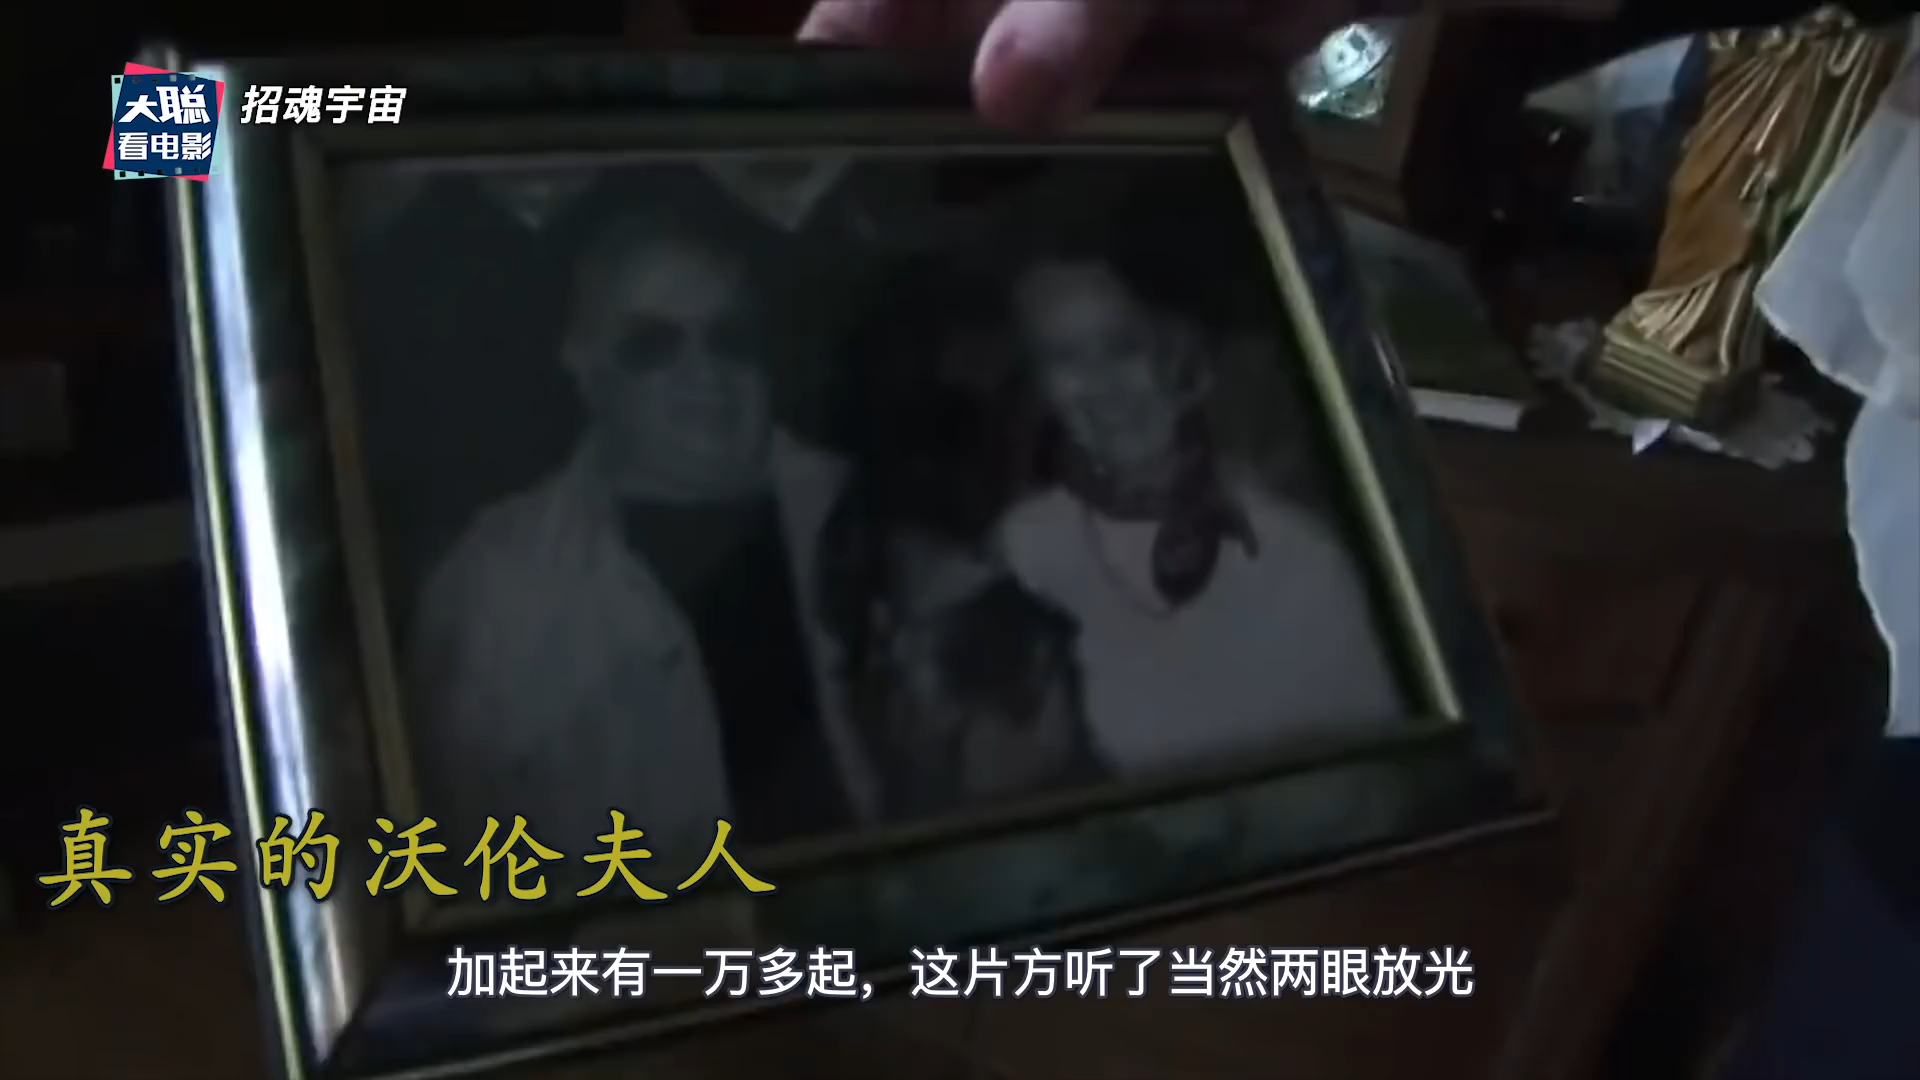 大聪
看电影
招魂宇宙
真实的沃伦夫人
加起来有一万多起，这片方听了当然两眼放光